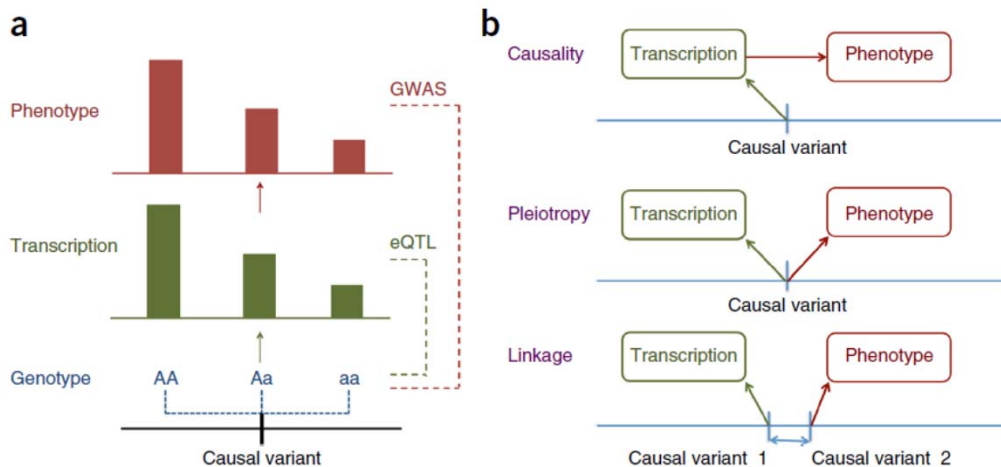 a
Phenotype
GWAS
Transcription
eQTL
Genotype
AA Aa aa
Causal variant
b
Causality
Transcription
Phenotype
Causal variant
Pleiotropy
Transcription
Phenotype
Causal variant
Linkage
Transcription
Phenotype
Causal variant 1
Causal variant 2